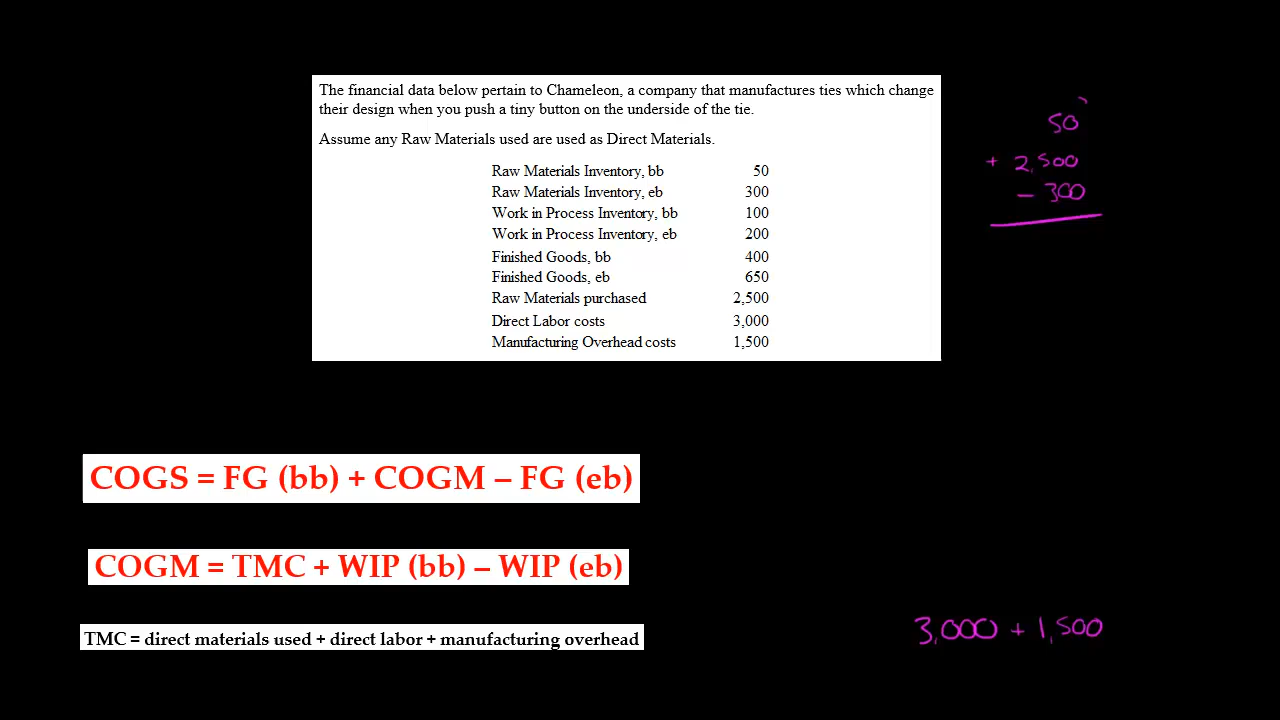 The financial data below pertain to Chameleon, a company that manufactures ties which change
their design when you push a tiny button on the underside of the tie.
Assume any Raw Materials used are used as Direct Materials.
Raw Materials Inventory, bb 50
Raw Materials Inventory, eb 300
Work in Process Inventory, bb 100
Work in Process Inventory, eb 200
Finished Goods, bb 400
Finished Goods, eb 650
Raw Materials purchased 2,500
Direct Labor costs 3,000
Manufacturing Overhead costs 1,500
50
+ 2,500
- 300
COGS = FG (bb) + COGM – FG (eb)
COGM = TMC + WIP (bb) – WIP (eb)
TMC = direct materials used + direct labor + manufacturing overhead
3,000 + 1,500